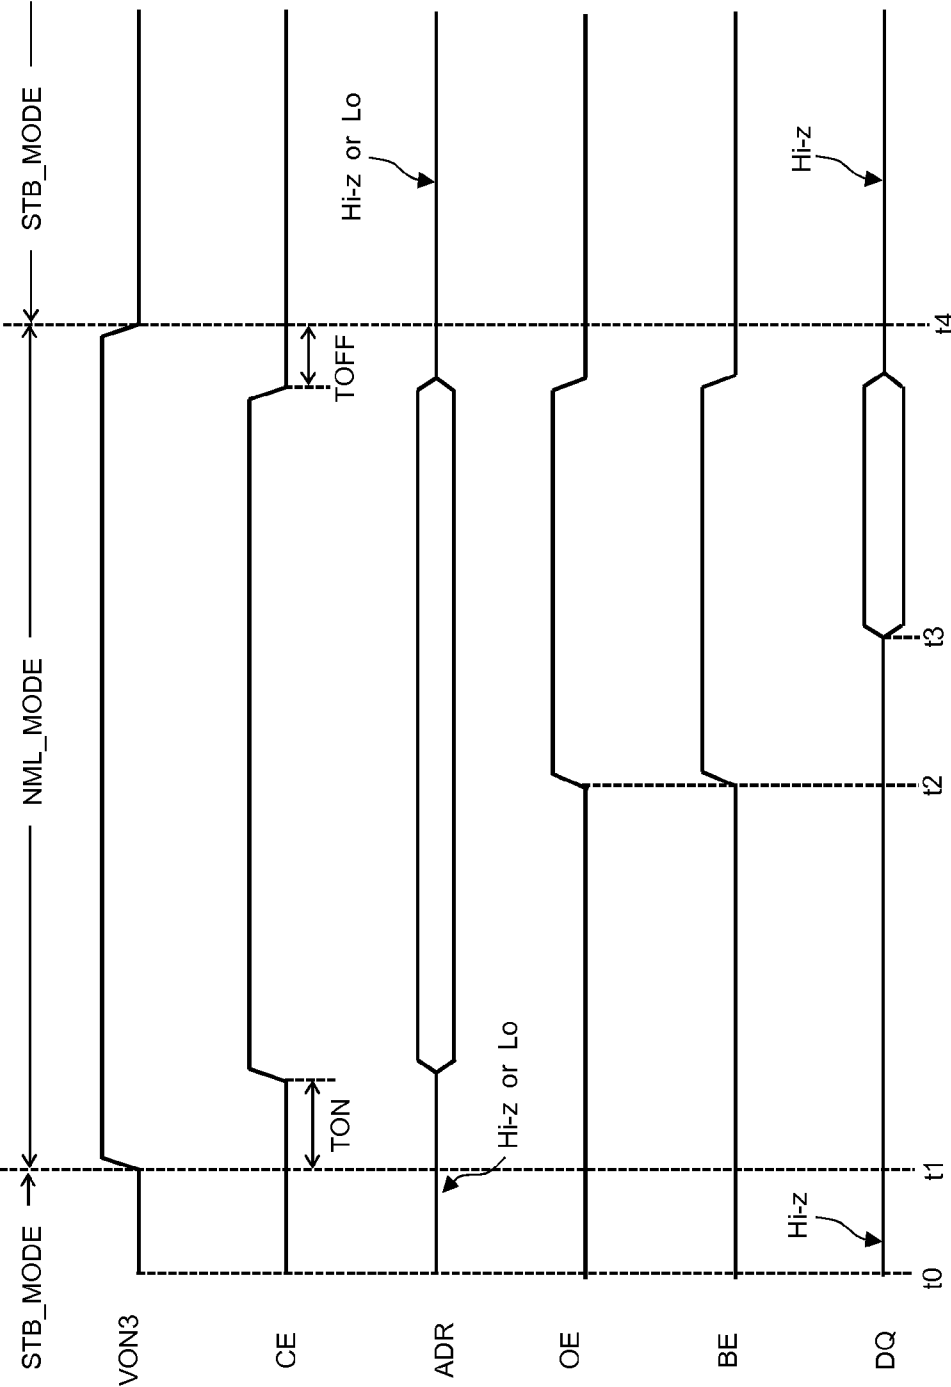 STB_MODE NML_MODE STB_MODE
VON3
CE
TON TOFF
ADR
Hi-z or Lo
Hi-z or Lo
OE
BE
DQ
Hi-z
Hi-z
t0 t1 t2 t3 t4